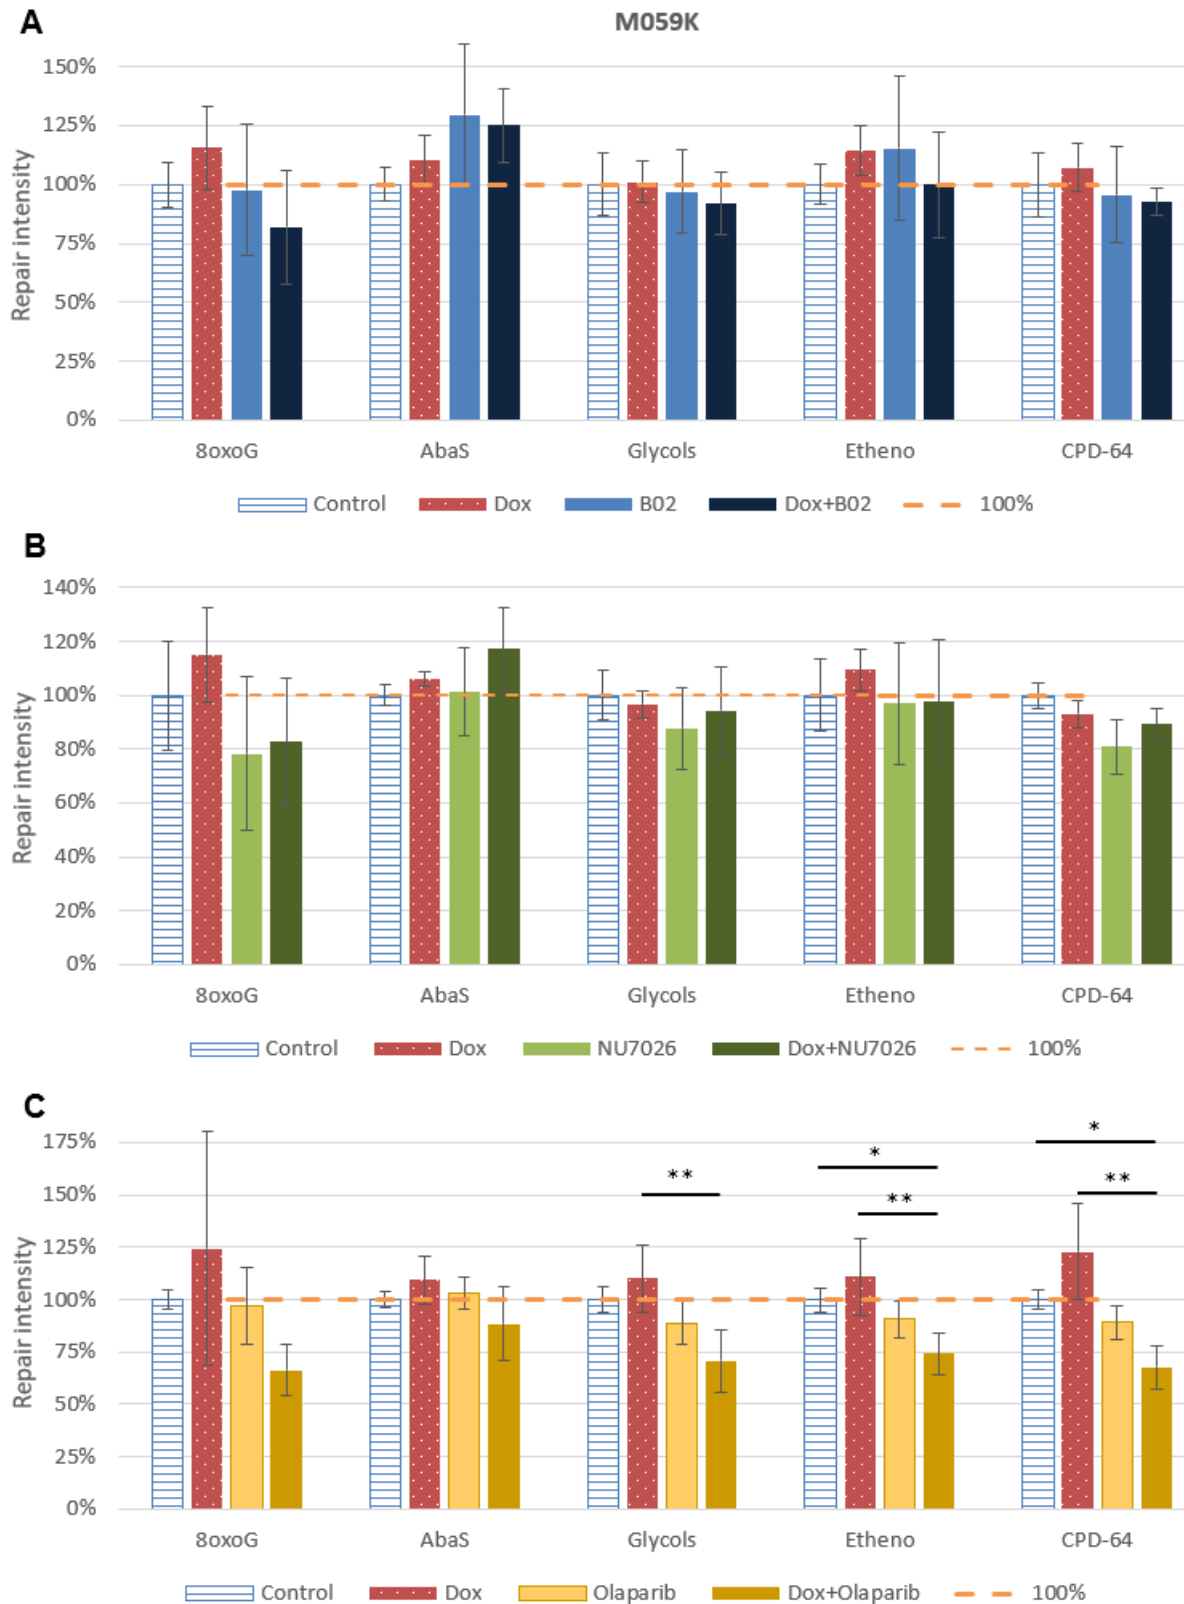 A
M059K
Repair intensity
150%
125%
100%
75%
50%
25%
0%
8oxoG AbaS Glycols Etheno CPD-64
Control Dox B02 Dox+B02 100%
B
Repair intensity
140%
120%
100%
80%
60%
40%
20%
0%
8oxoG AbaS Glycols Etheno CPD-64
Control Dox NU7026 Dox+NU7026 100%
C
Repair intensity
175%
150%
125%
100%
75%
50%
25%
0%
*
**
*
**
**
8oxoG AbaS Glycols Etheno CPD-64
Control Dox Olaparib Dox+Olaparib 100%